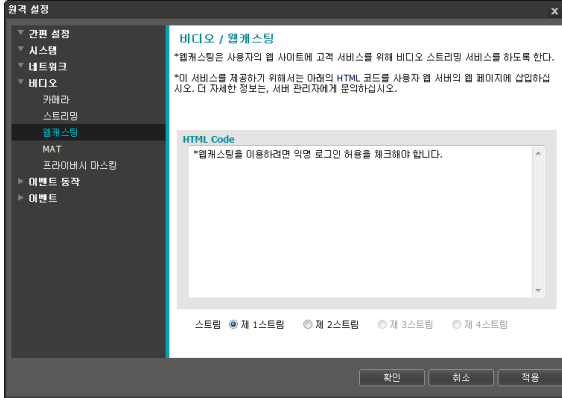 원격 설정
x
간편 설정
시스템
네트워크
비디오
카메라
스트리밍
웹캐스팅
MAT
프라이버시 마스킹
이벤트 동작
이벤트
비디오 / 웹캐스팅
*웹캐스팅은 사용자의 웹 사이트에 고객 서비스를 위해 비디오 스트리밍 서비스를 하도록 한다.
*이 서비스를 제공하기 위해서는 아래의 HTML 코드를 사용자 웹 서버의 웹 페이지에 삽입하십
시오. 더 자세한 정보는, 서버 관리자에게 문의하십시오.
HTML Code
*웹캐스팅을 이용하려면 익명 로그인 허용을 체크해야 합니다.
스트림 제 1스트림 제 2스트림 제 3스트림 제 4스트림
확인 취소 적용